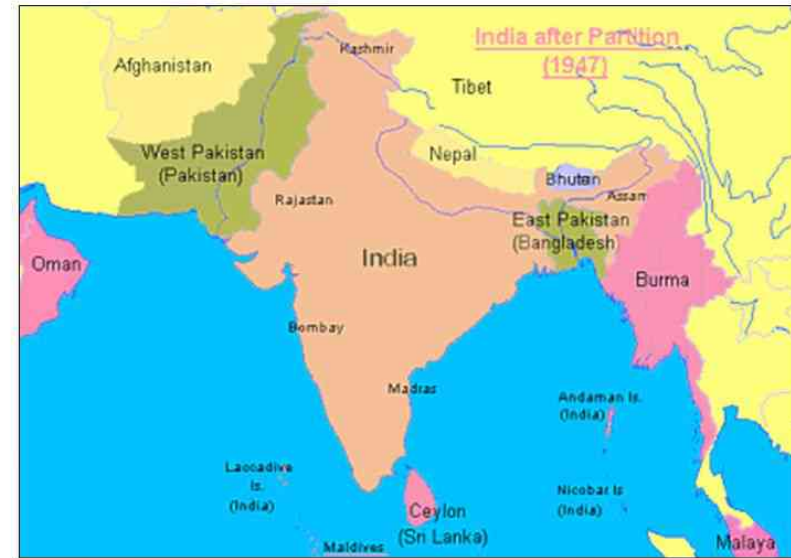 India after Partition
(1947)
Kashmir
Afghanistan
Tibet
West Pakistan
(Pakistan)
Nepal
Bhutan
Rajastan
Assam
East Pakistan
(Bangladesh)
Oman
India
Burma
Bombay
Madras
Andaman Is.
(India)
Laccadive
Is.
(India)
Nicobar Is
(India)
Ceylon
(Sri Lanka)
Maldives
Malaya